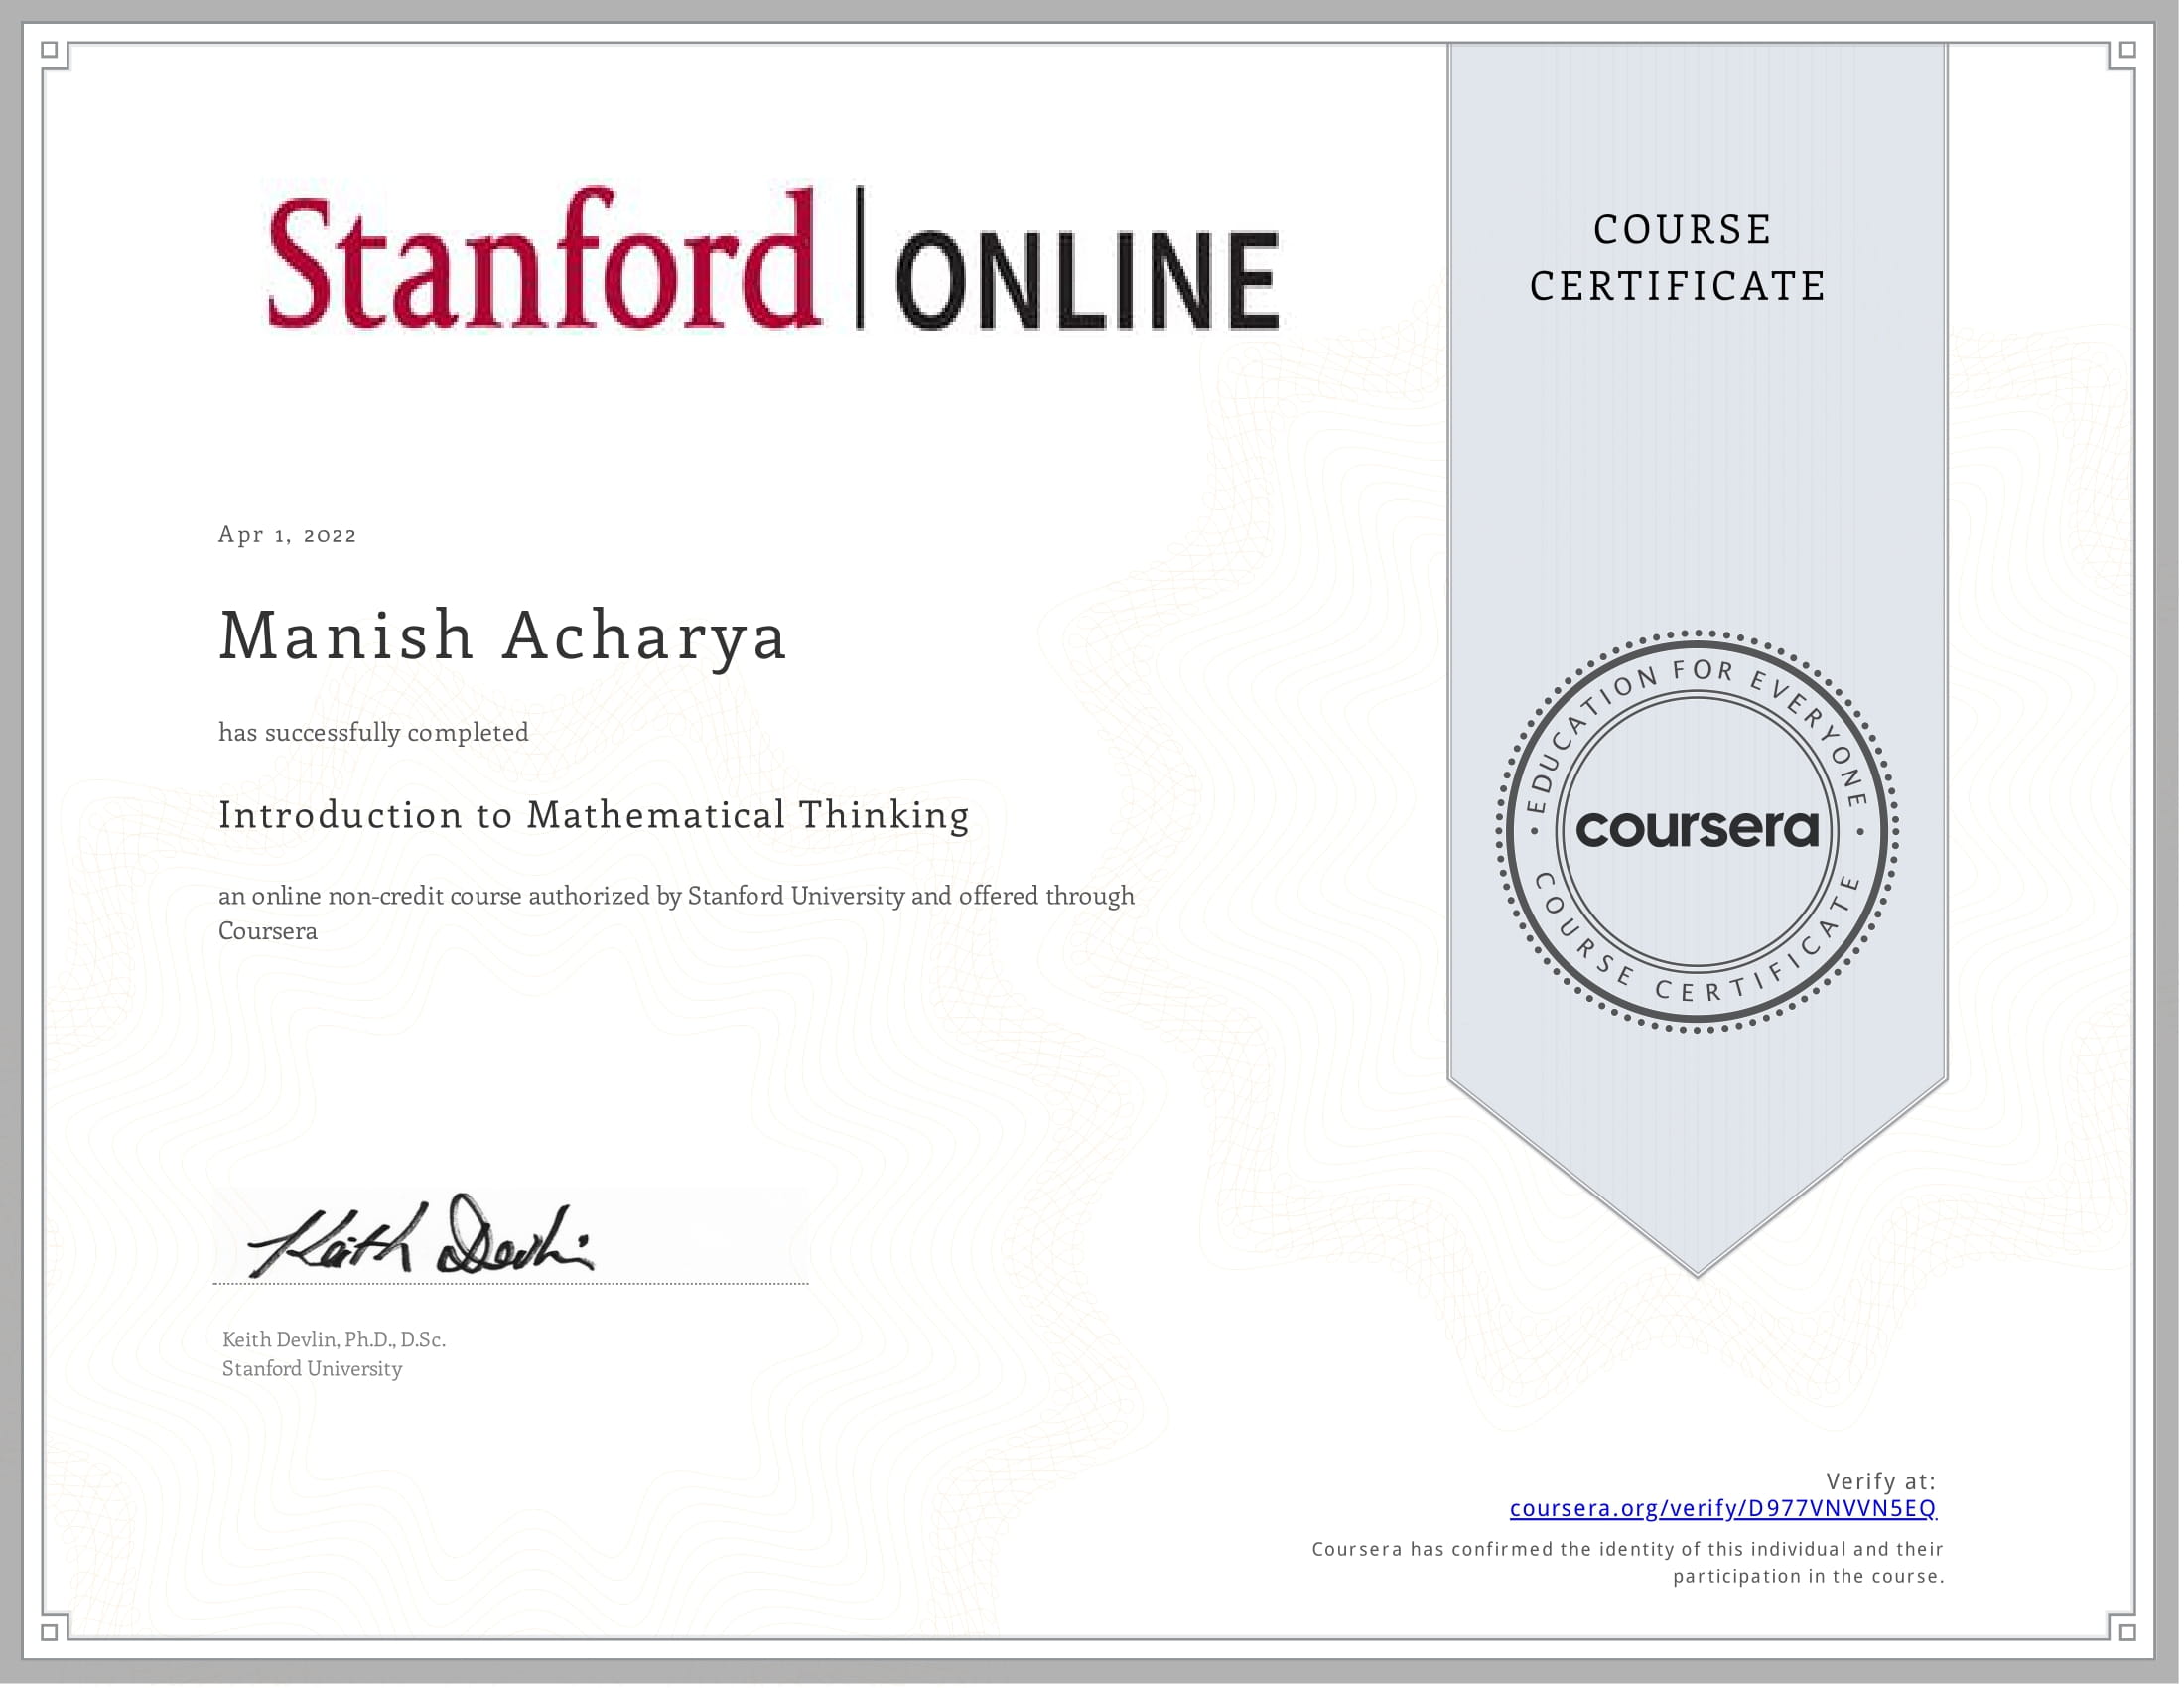 Stanford | ONLINE
COURSE
CERTIFICATE
Apr 1, 2022
Manish Acharya
has successfully completed
Introduction to Mathematical Thinking
an online non-credit course authorized by Stanford University and offered through
Coursera
EDUCATION FOR EVERYONE
coursera
COURSE CERTIFICATE
Keith Devlin
Keith Devlin, Ph.D., D.Sc.
Stanford University
Verify at:
coursera.org/verify/D977VNVVN5EQ
Coursera has confirmed the identity of this individual and their
participation in the course.